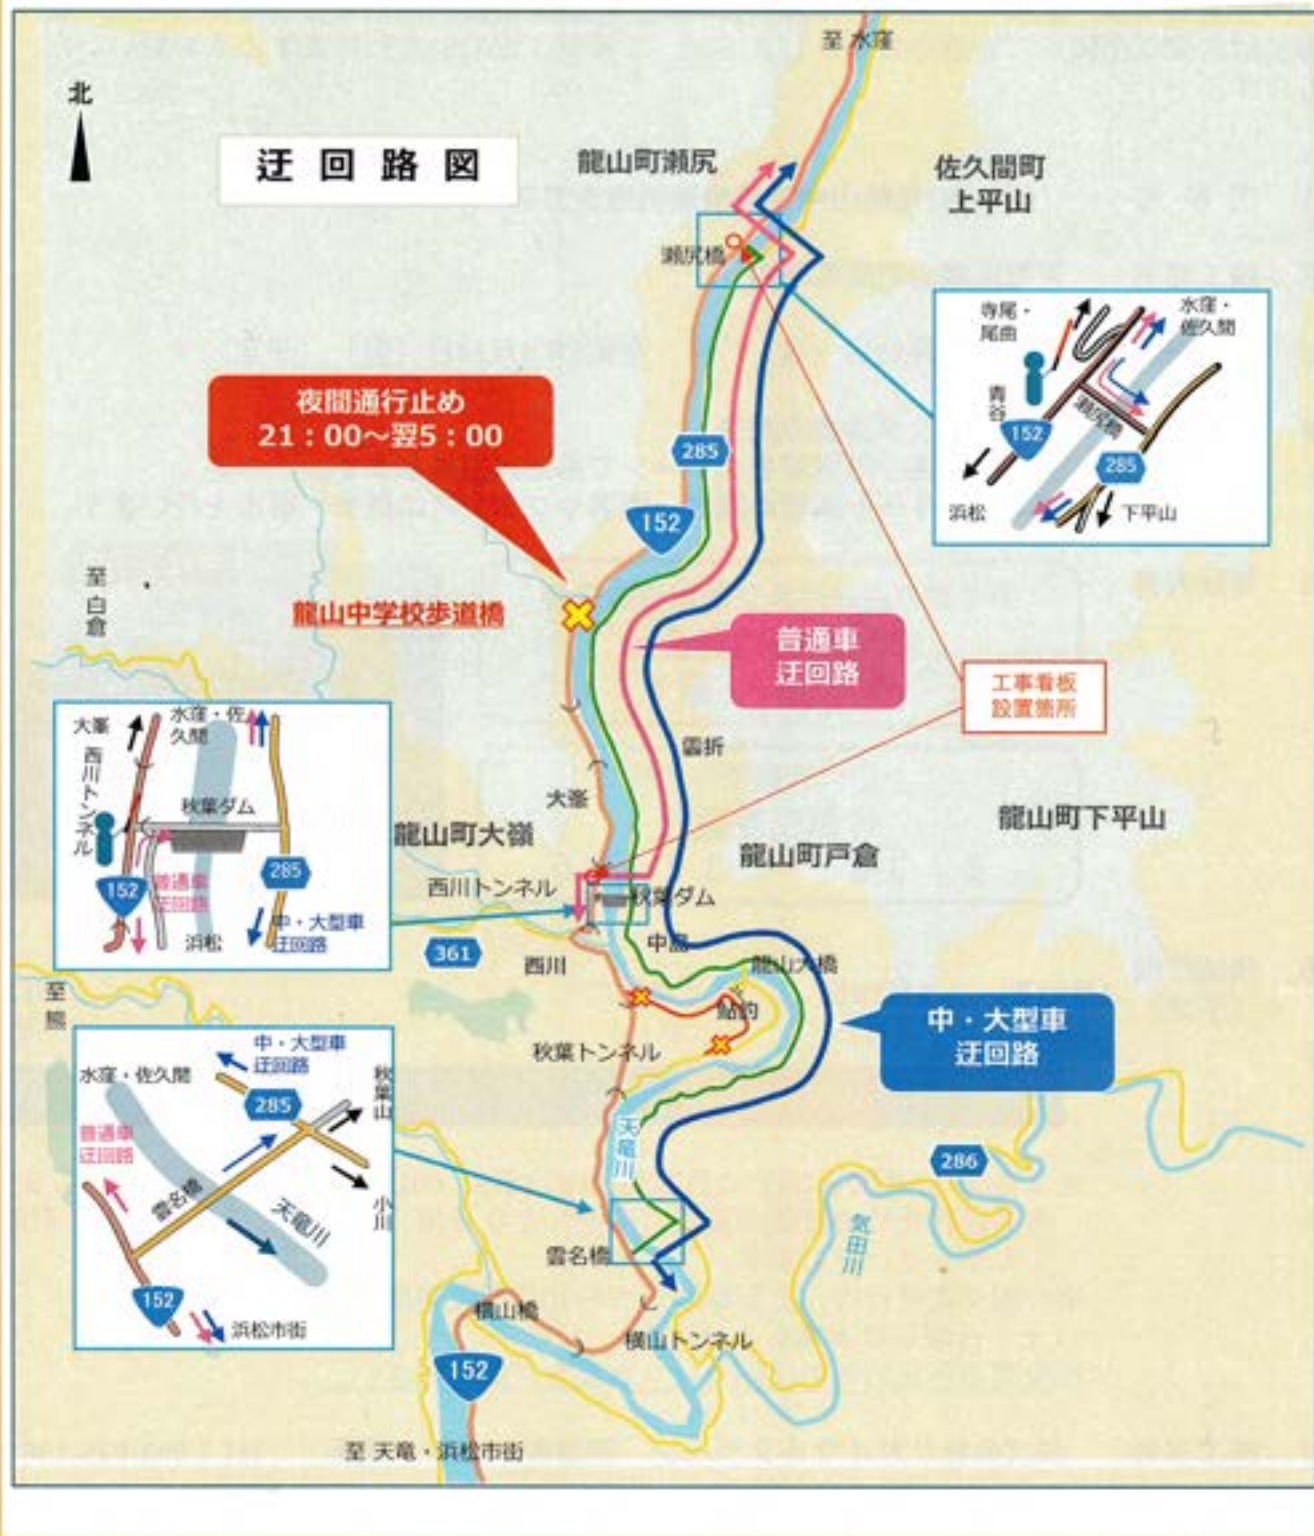 至 水窪
北
迂回路図
龍山町瀬尻
佐久間町
上平山
瀬尻橋
寺尾・
尾曲
水窪・
佐久間
青谷
瀬尻橋
152
285
浜松
下平山
夜間通行止め
21：00～翌5：00
285
152
至 白倉
龍山中学校歩道橋
普通車
迂回路
工事看板
設置箇所
雲折
大峯
水窪・佐
久間
西川トンネル
秋葉ダム
152
普通車
迂回路
285
浜松
中・大型車
迂回路
大峯
龍山町大嶺
龍山町下平山
龍山町戸倉
西川トンネル
秋葉ダム
361
西川
中島
龍山大橋
鮎釣
至 熊
秋葉トンネル
中・大型車
迂回路
中・大型車
迂回路
水窪・佐久間
285
秋葉山
普通車
迂回路
雲名橋
天竜川
小川
152
浜松市街
天竜川
286
気田川
雲名橋
横山橋
横山トンネル
152
至 天竜・浜松市街